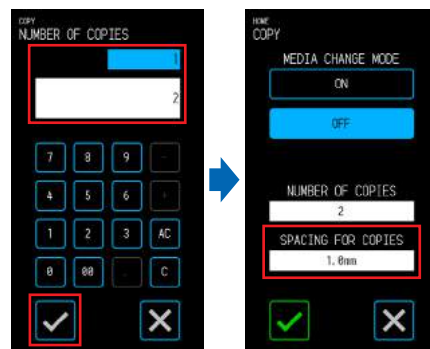 COPY
NUMBER OF COPIES
1
2
7 8 9 -
4 5 6 +
1 2 3 AC
0 00 . C
HOME
COPY
MEDIA CHANGE MODE
ON
OFF
NUMBER OF COPIES
2
SPACING FOR COPIES
1.0mm